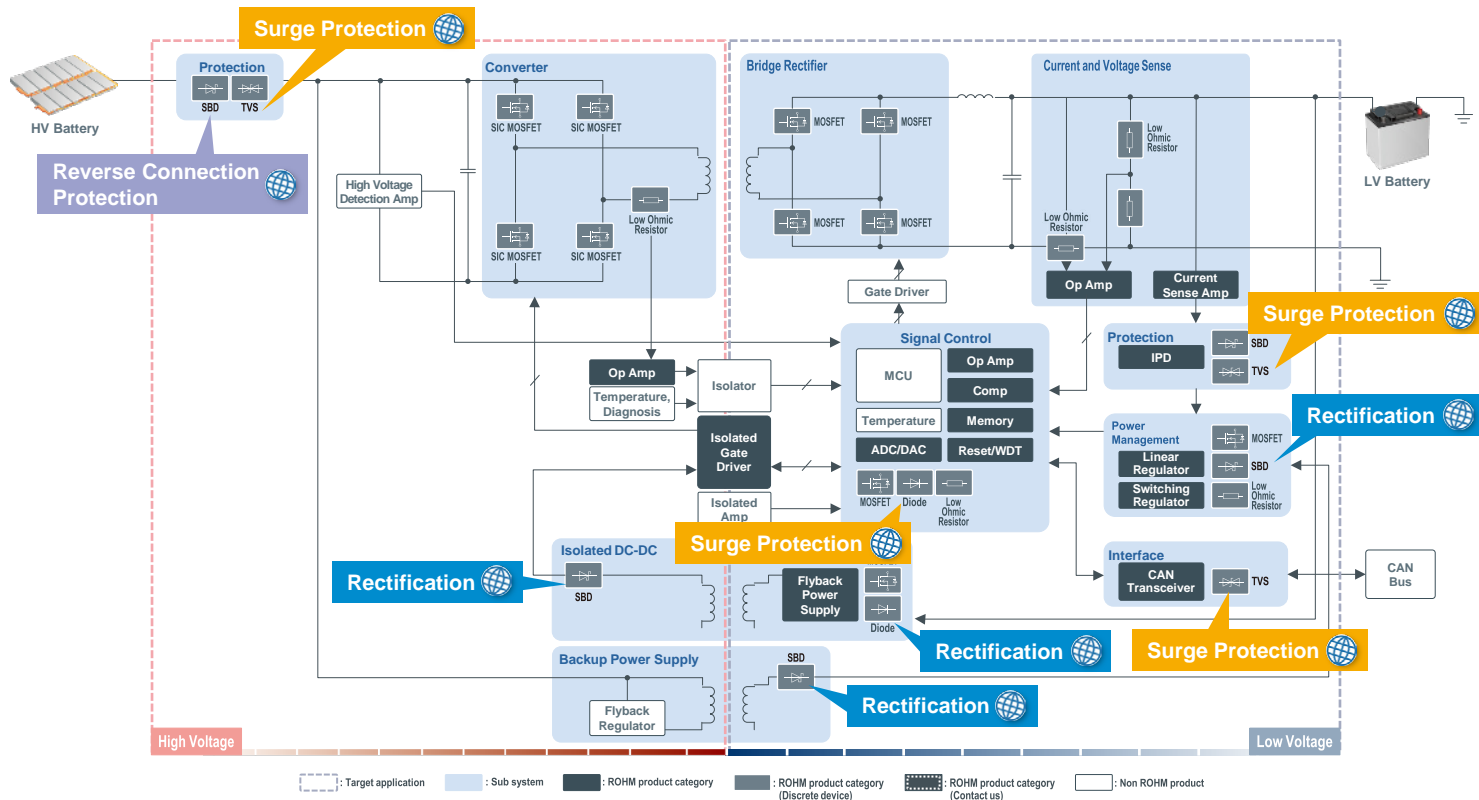 Surge Protection
Protection
SBD
TVS
HV Battery
Reverse Connection
Protection
Converter
SIC MOSFET
SIC MOSFET
SIC MOSFET
SIC MOSFET
Low Ohmic
Resistor
High Voltage
Detection Amp
Bridge Rectifier
MOSFET
MOSFET
MOSFET
MOSFET
Current and Voltage Sense
Low
Ohmic
Resistor
Low Ohmic
Resistor
Op Amp
Current
Sense Amp
LV Battery
Gate Driver
Surge Protection
Protection
IPD
SBD
TVS
Signal Control
MCU
Op Amp
Comp
Temperature
Memory
ADC/DAC
Reset/WDT
MOSFET
Diode
Low
Ohmic
Resistor
Op Amp
Temperature,
Diagnosis
Isolator
Isolated
Gate
Driver
Isolated
Amp
Rectification
Power
Management
MOSFET
Linear
Regulator
SBD
Switching
Regulator
Low
Ohmic
Resistor
Surge Protection
Isolated DC-DC
Rectification
SBD
Flyback
Power
Supply
Diode
Rectification
Interface
CAN
Transceiver
TVS
CAN
Bus
Surge Protection
Backup Power Supply
SBD
Rectification
Flyback
Regulator
High Voltage
Low Voltage
: Target application
: Sub system
: ROHM product category
: ROHM product category
(Discrete device)
: ROHM product category
(Contact us)
: Non ROHM product